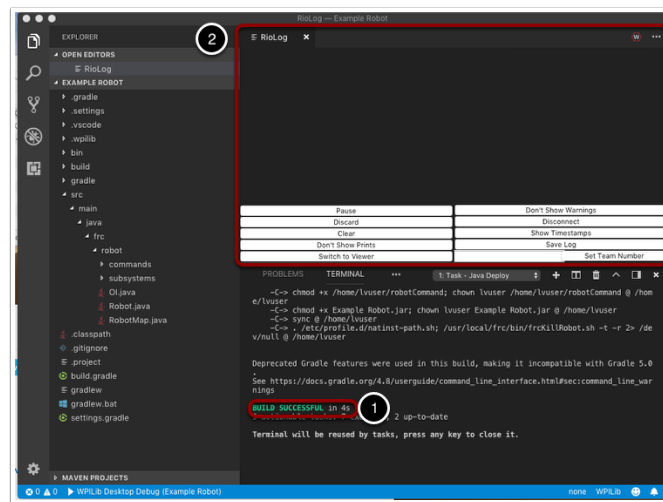 RioLog — Example Robot
EXPLORER
OPEN EDITORS
RioLog
EXAMPLE ROBOT
.gradle
.settings
.vscode
.wpilib
bin
build
gradle
src
main
java
frc
robot
commands
subsystems
OI.java
Robot.java
RobotMap.java
.classpath
.gitignore
.project
build.gradle
gradlew
gradlew.bat
settings.gradle
MAVEN PROJECTS
2
RioLog
W
Pause
Don't Show Warnings
Discard
Disconnect
Clear
Show Timestamps
Don't Show Prints
Save Log
Switch to Viewer
Set Team Number
PROBLEMS TERMINAL ••• 1: Task - Java Deploy
-C-> chmod +x /home/lvuser/robotCommand; chown lvuser /home/lvuser/robotCommand @ /hom
e/lvuser
-C-> chmod +x Example Robot.jar; chown lvuser Example Robot.jar @ /home/lvuser
-C-> sync @ /home/lvuser
-C-> . /etc/profile.d/natinst-path.sh; /usr/local/frc/bin/frcKillRobot.sh -t -r 2> /de
v/null @ /home/lvuser
Deprecated Gradle features were used in this build, making it incompatible with Gradle 5.0
.
See https://docs.gradle.org/4.8/userguide/command_line_interface.html#sec:command_line_war
nings
BUILD SUCCESSFUL in 4s
1
2 up-to-date
Terminal will be reused by tasks, press any key to close it.
0 0 WPILib Desktop Debug (Example Robot)
none WPILib